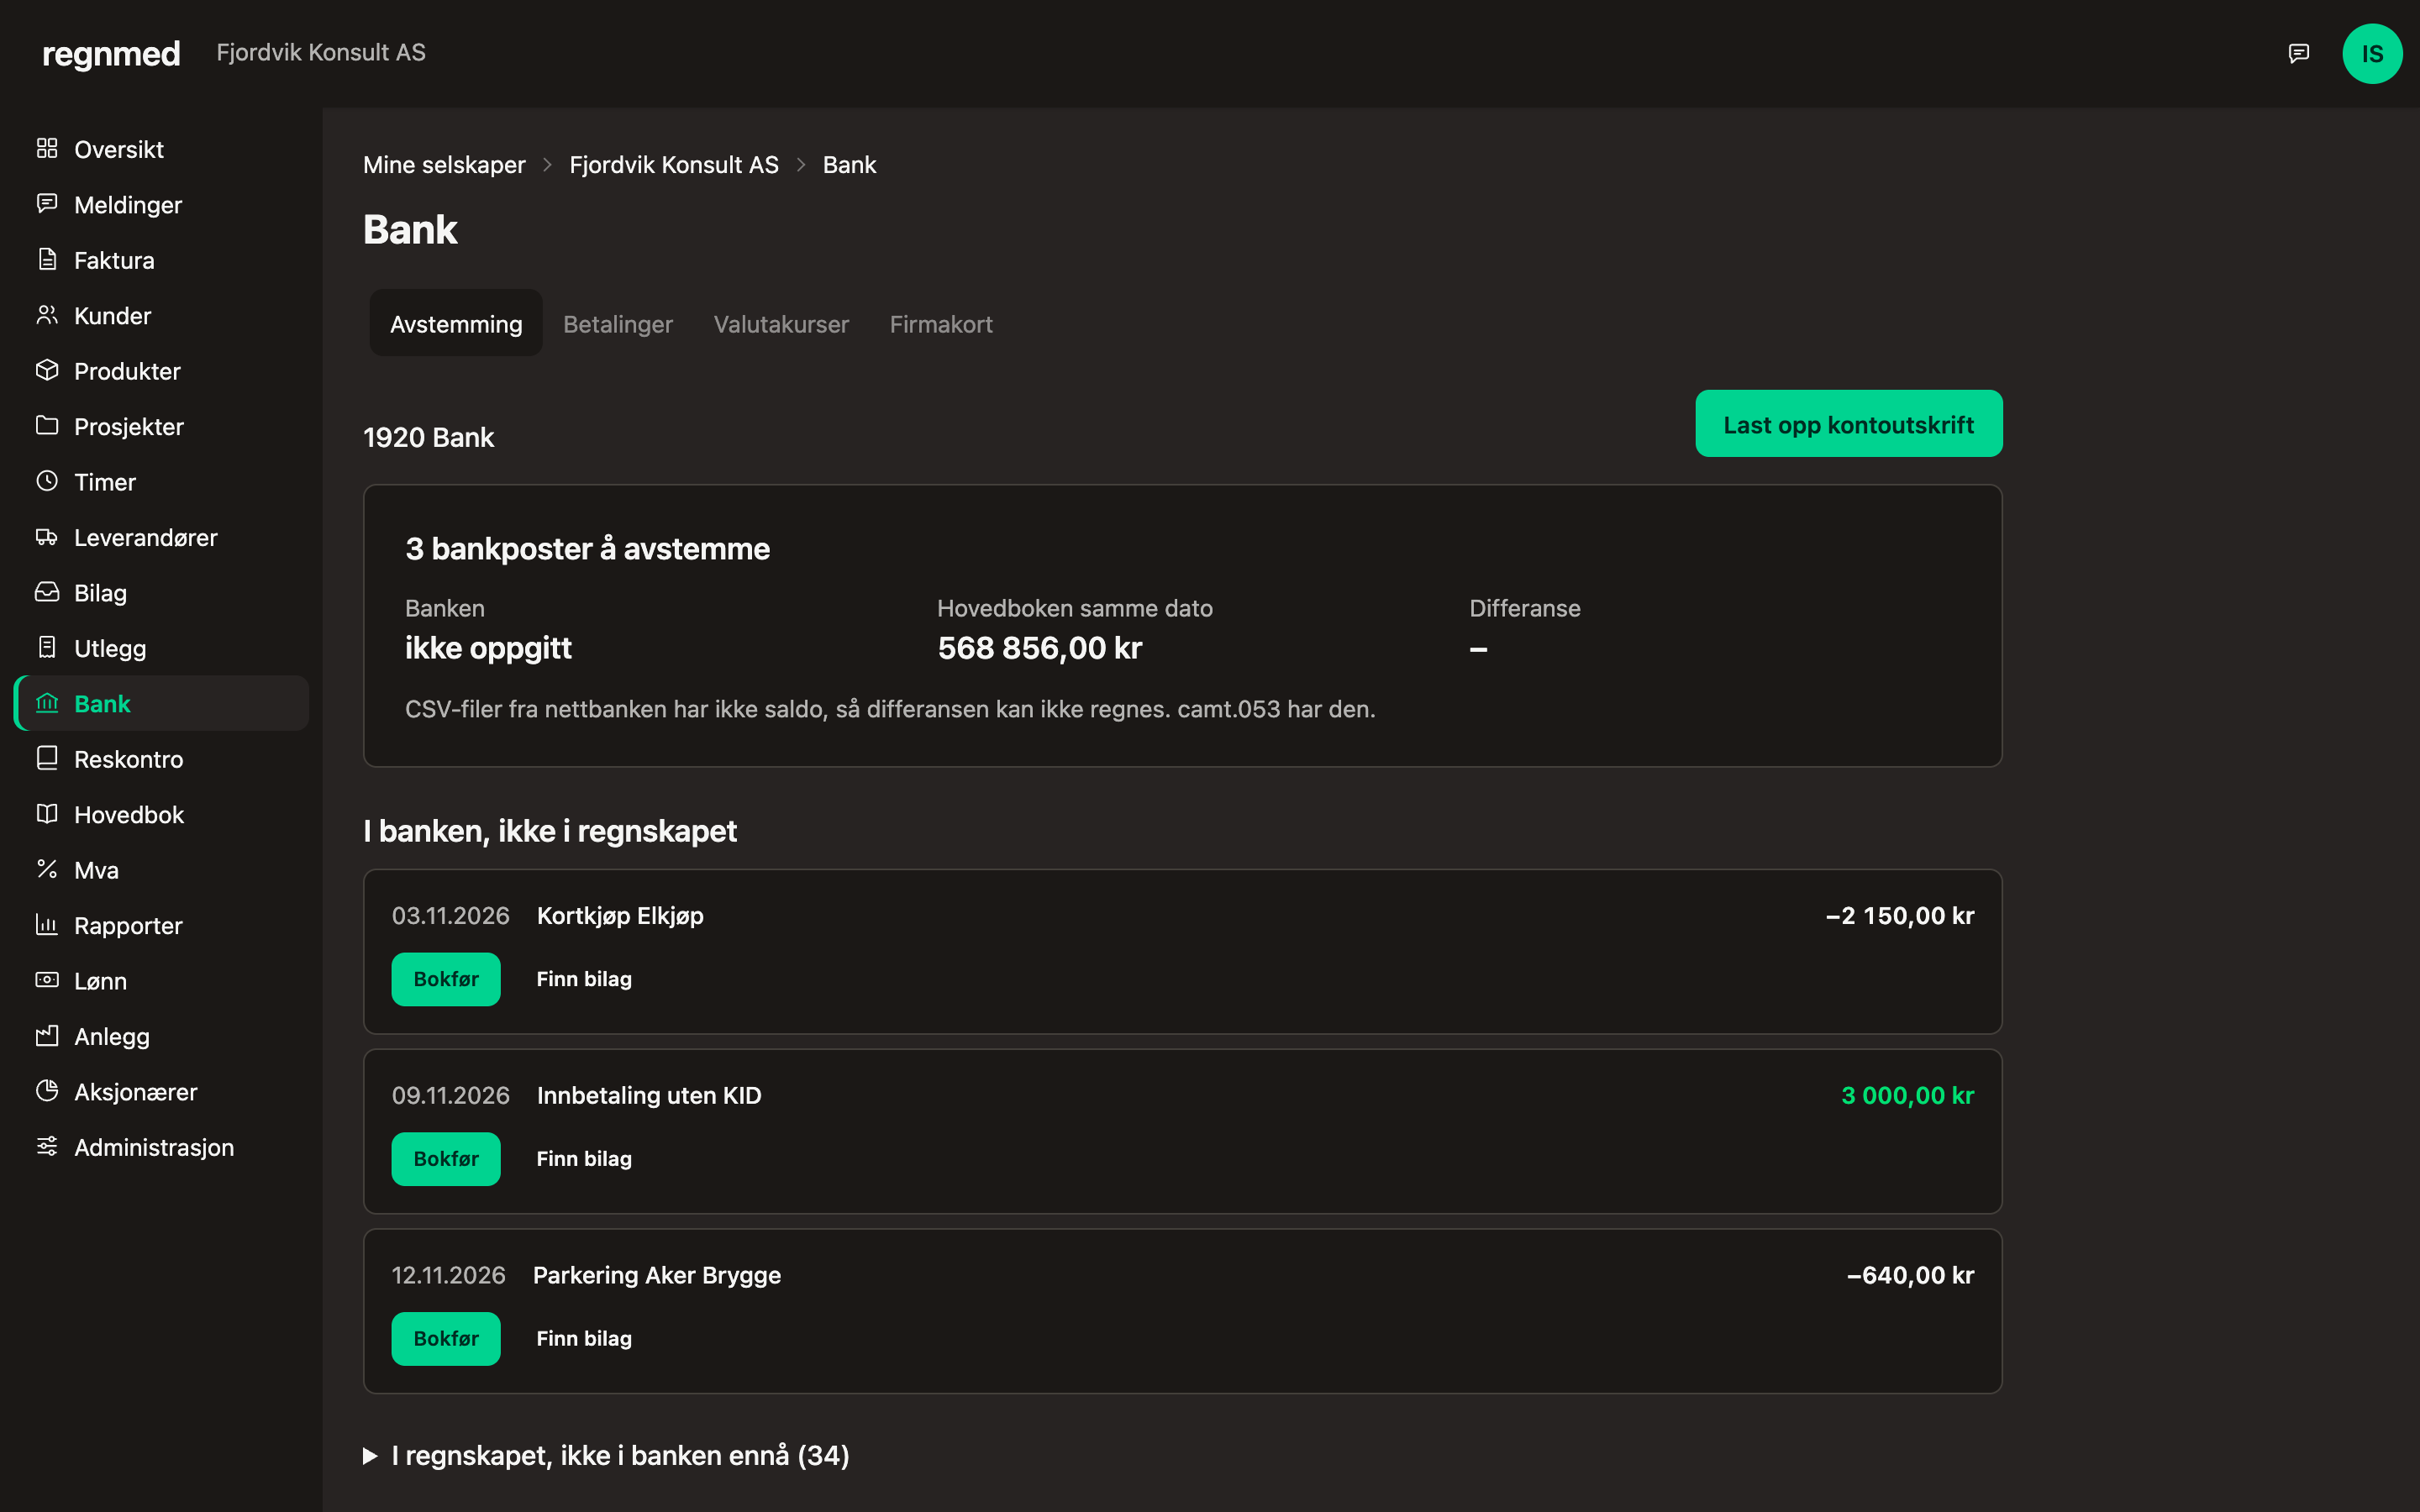 regnmed
Fjordvik Konsult AS
IS
Oversikt
Meldinger
Faktura
Kunder
Produkter
Prosjekter
Timer
Leverandører
Bilag
Utlegg
Bank
Reskontro
Hovedbok
Mva
Rapporter
Lønn
Anlegg
Aksjonærer
Administrasjon
Mine selskaper > Fjordvik Konsult AS > Bank
Bank
Avstemming Betalinger Valutakurser Firmakort
1920 Bank
Last opp kontoutskrift
3 bankposter å avstemme
Banken Hovedboken samme dato Differanse
ikke oppgitt 568 856,00 kr –
CSV-filer fra nettbanken har ikke saldo, så differansen kan ikke regnes. camt.053 har den.
I banken, ikke i regnskapet
03.11.2026 Kortkjøp Elkjøp −2 150,00 kr
Bokfør Finn bilag
09.11.2026 Innbetaling uten KID 3 000,00 kr
Bokfør Finn bilag
12.11.2026 Parkering Aker Brygge −640,00 kr
Bokfør Finn bilag
I regnskapet, ikke i banken ennå (34)